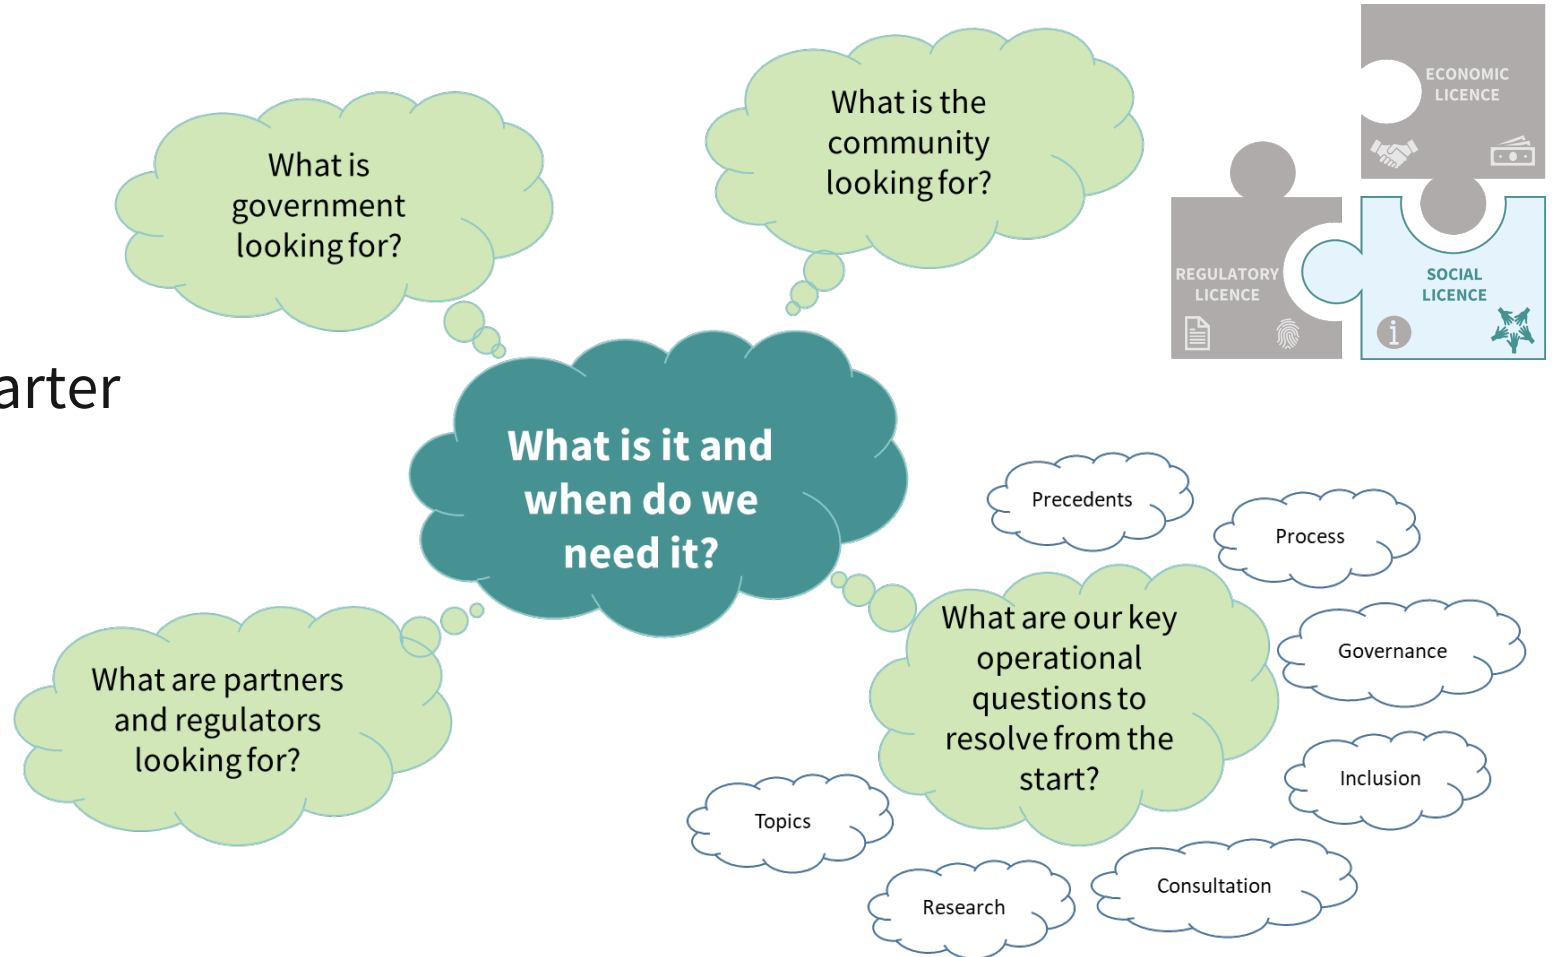 What is the
community
looking for?
ECONOMIC
LICENCE
What is
government
looking for?
REGULATORY
LICENCE
SOCIAL
LICENCE
i
arter
What is it and
when do we
need it?
Precedents
Process
What are our key
operational
questions to
resolve from the
start?
Governance
What are partners
and regulators
looking for?
Inclusion
Topics
Consultation
Research